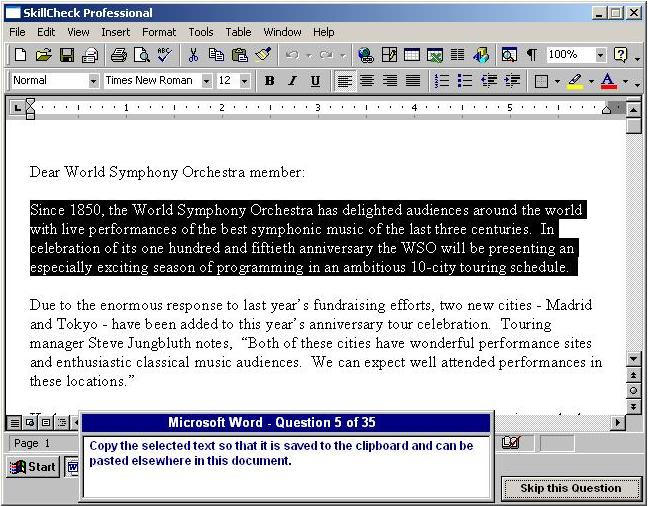 SkillCheck Professional
File Edit View Insert Format Tools Table Window Help
100%
Normal Times New Roman 12 B I U A
1 2 3 4 5
Dear World Symphony Orchestra member:
Since 1850, the World Symphony Orchestra has delighted audiences around the world
with live performances of the best symphonic music of the last three centuries. In
celebration of its one hundred and fiftieth anniversary the WSO will be presenting an
especially exciting season of programming in an ambitious 10-city touring schedule.
Due to the enormous response to last year's fundraising efforts, two new cities - Madrid
and Tokyo - have been added to this year's anniversary tour celebration. Touring
manager Steve Jungbluth notes, "Both of these cities have wonderful performance sites
and enthusiastic classical music audiences. We can expect well attended performances in
these locations."
Page 1
Microsoft Word - Question 5 of 35
Copy the selected text so that it is saved to the clipboard and can be
pasted elsewhere in this document.
Start
Skip this Question